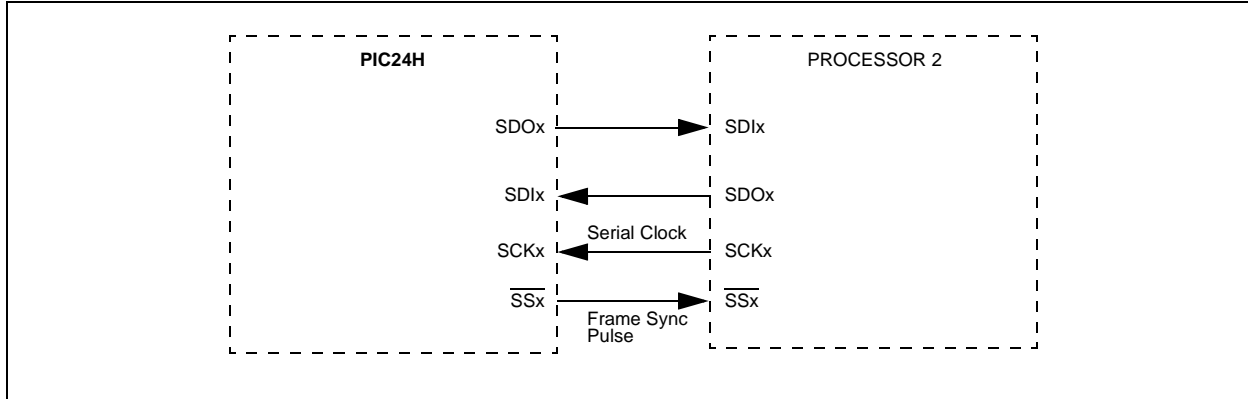 PIC24H
PROCESSOR 2
SDOx
SDIx
SDIx
SDOx
Serial Clock
SCKx
SCKx
SSx
SSx
Frame Sync
Pulse